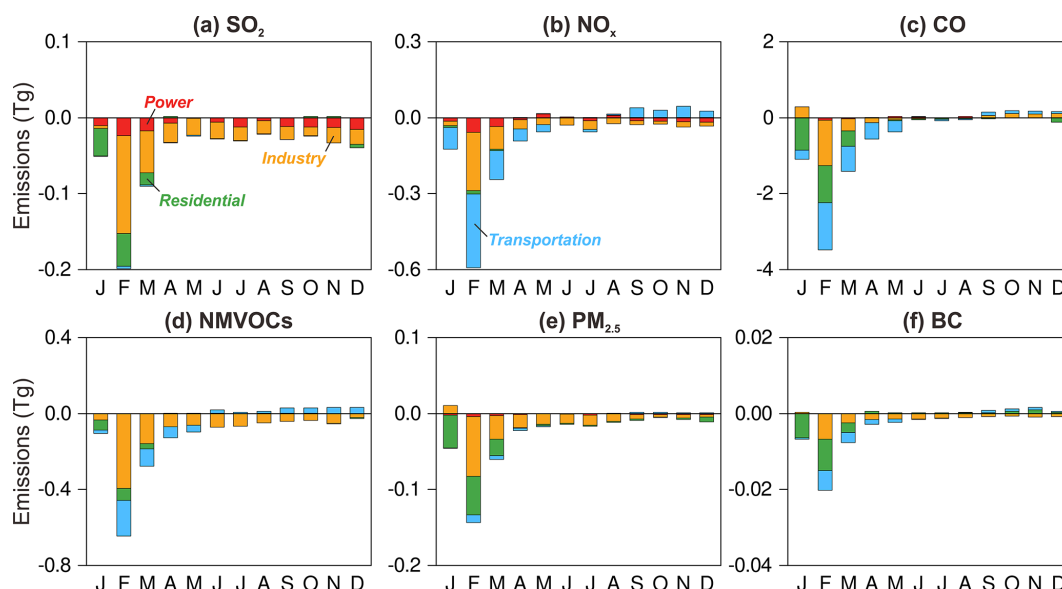 (a) SO₂ (b) NOₓ (c) CO
0.1 0.3 2
0.0 0.0 0
-0.1 -0.3 -2
-0.2 -0.6 -4
Emissions (Tg)
Power
Industry
Residential
Transportation
J F M A M J J A S O N D J F M A M J J A S O N D J F M A M J J A S O N D
(d) NMVOCs (e) PM₂.₅ (f) BC
0.4 0.1 0.02
0.0 0.0 0.00
-0.4 -0.1 -0.02
-0.8 -0.2 -0.04
Emissions (Tg)
J F M A M J J A S O N D J F M A M J J A S O N D J F M A M J J A S O N D